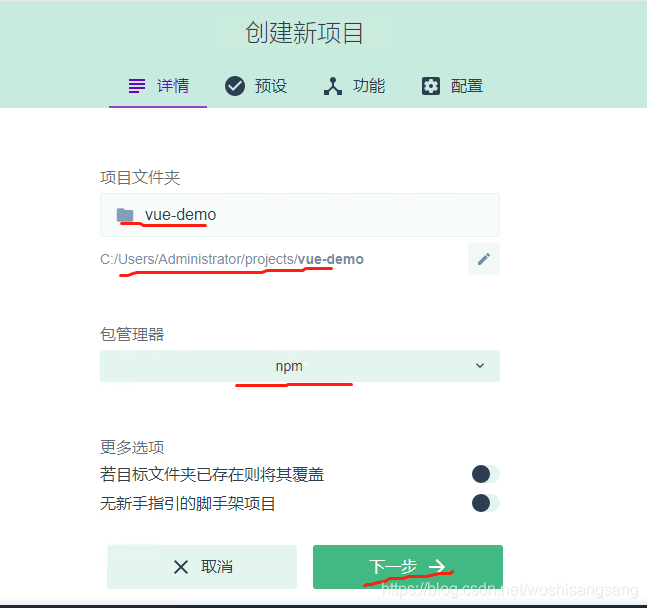 创建新项目
详情 预设 功能 配置
项目文件夹
vue-demo
C:/Users/Administrator/projects/vue-demo
包管理器
npm
更多选项
若目标文件夹已存在则将其覆盖
无新手指引的脚手架项目
取消 下一步
https://blog.csdn.net/woshisangsang